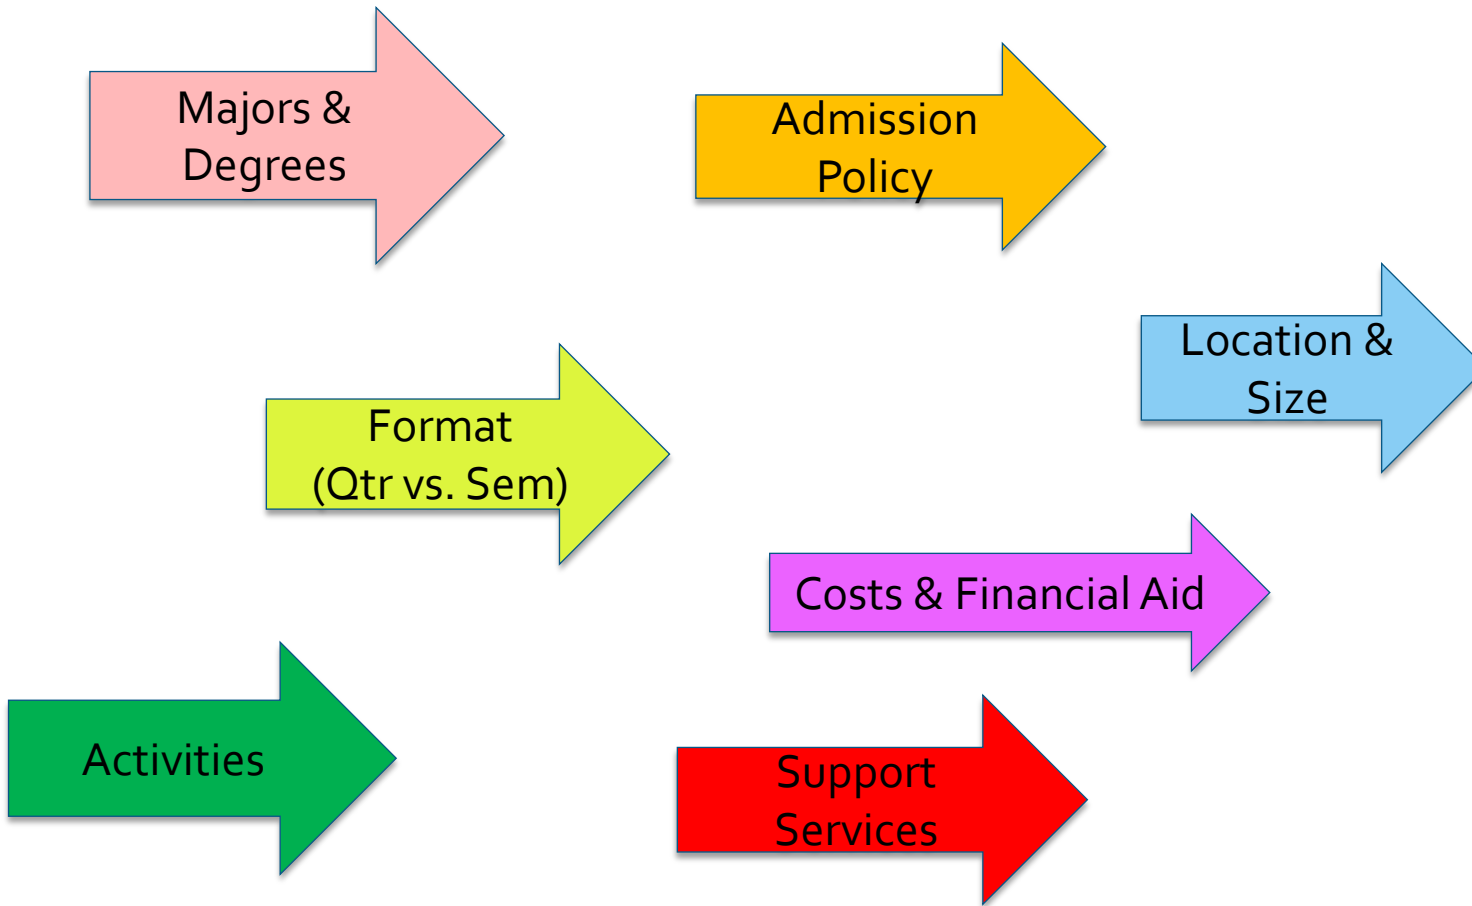 Majors &
Degrees
Admission
Policy
Location &
Size
Format
(Qtr vs. Sem)
Costs & Financial Aid
Activities
Support
Services